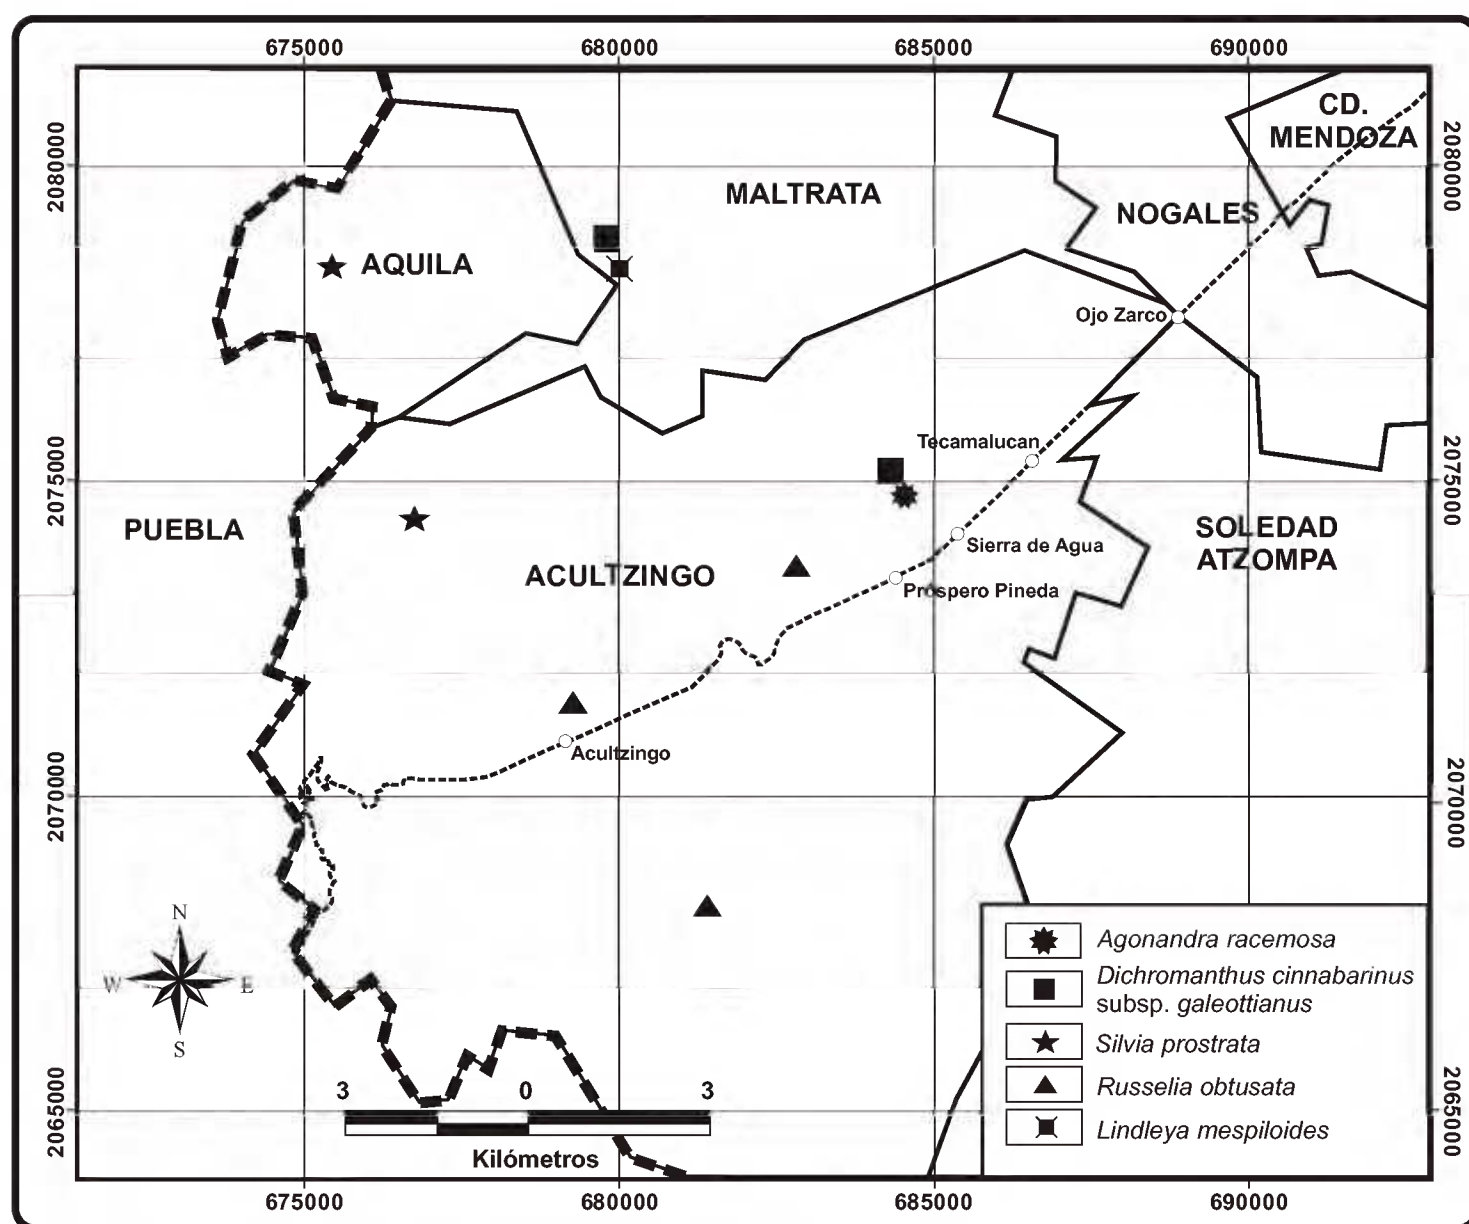 675000 680000 685000 690000
CD.
MENDOZA
2080000
2080000
MALTRATA
NOGALES
AQUILA
Ojo Zarco
Tecamalucan
2075000
2075000
PUEBLA
SOLEDAD
ATZOMPA
Sierra de Agua
ACULTZINGO
Prospero Pineda
Acultzingo
2070000
2070000
N
W E
S
Agonandra racemosa
Dichromanthus cinnabarinus
subsp. galeottianus
Silvia prostrata
Russelia obtusata
Lindleya mespiloides
3 0 3
Kilómetros
2065000
2065000
675000 680000 685000 690000